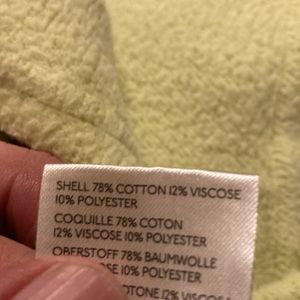 SHELL 78% COTTON 12% VISCOSE
10% POLYESTER
COQUILLE 78% COTON
12% VISCOSE 10% POLYESTER
OBERSTOFF 78% BAUMWOLLE
10% POLYESTER